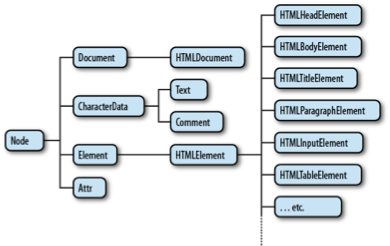 HTMLHeadElement
Document
HTMLDocument
HTMLBodyElement
HTMLTitleElement
Text
CharacterData
HTMLParagraphElement
Comment
Node
HTMLInputElement
Element
HTMLElement
HTMLTableElement
Attr
... etc.